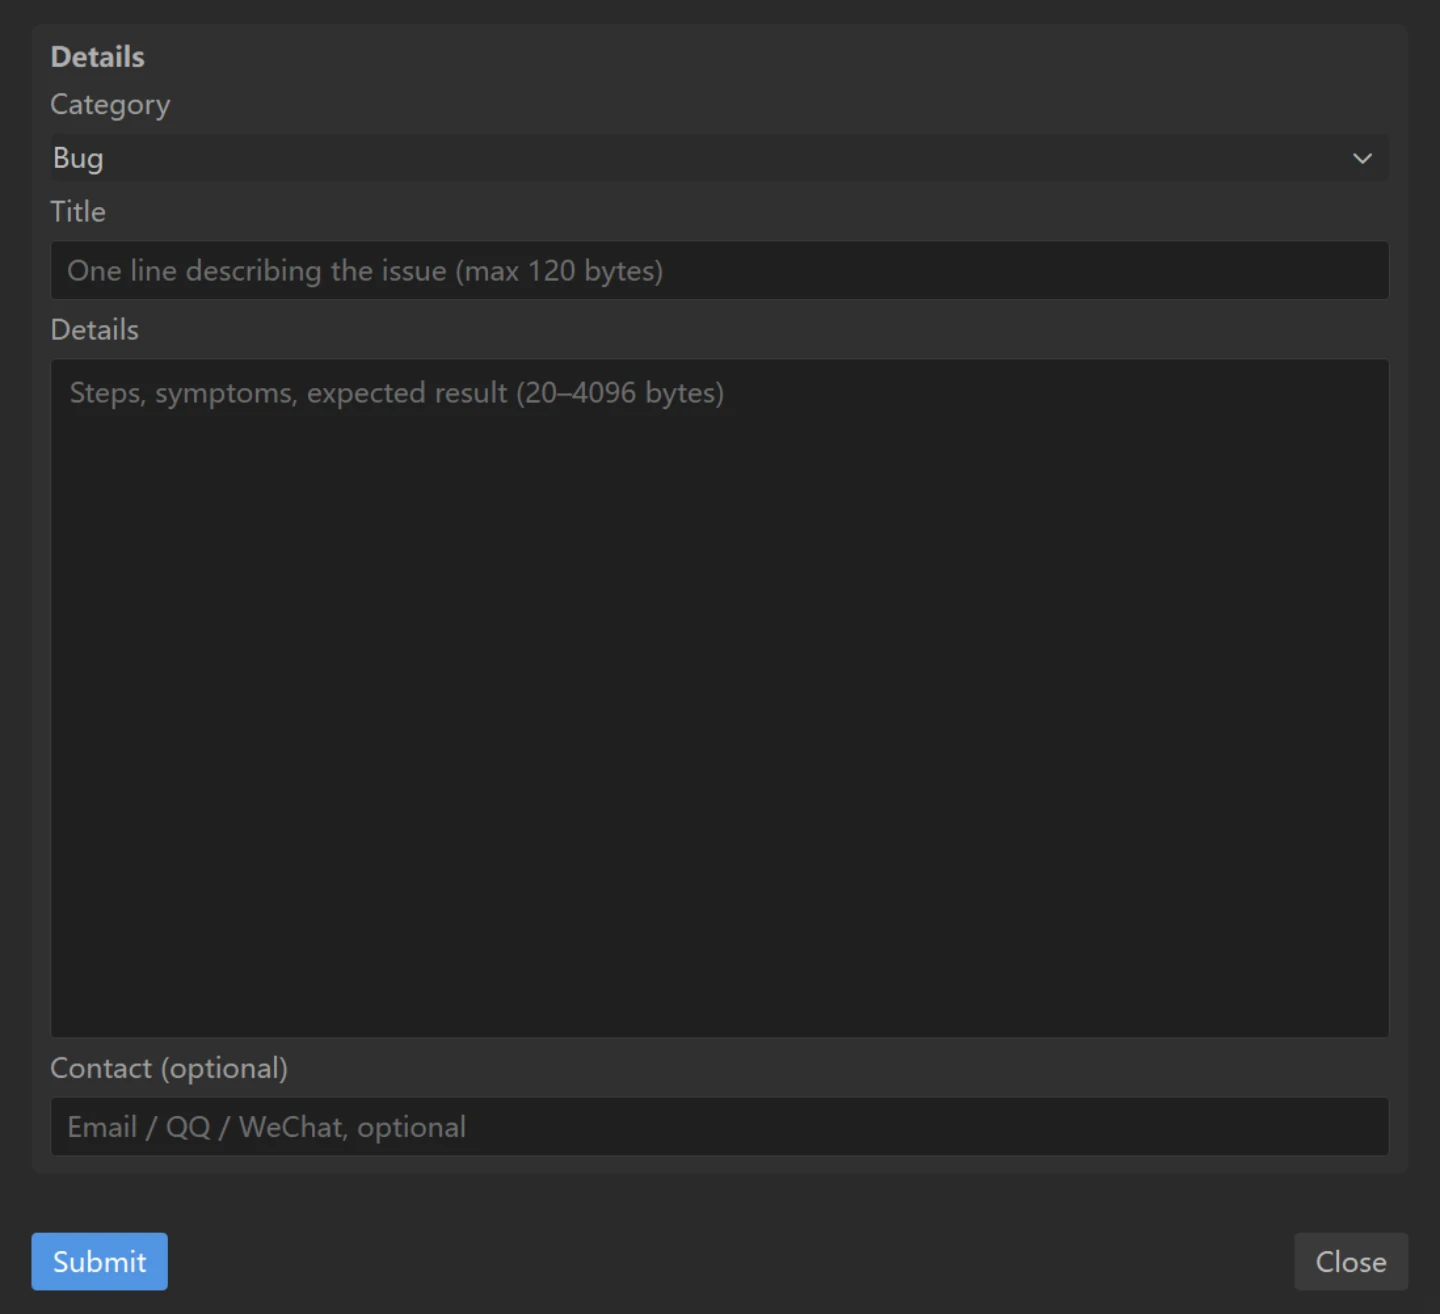 Details
Category
Bug
Title
One line describing the issue (max 120 bytes)
Details
Steps, symptoms, expected result (20–4096 bytes)
Contact (optional)
Email / QQ / WeChat, optional
Submit
Close